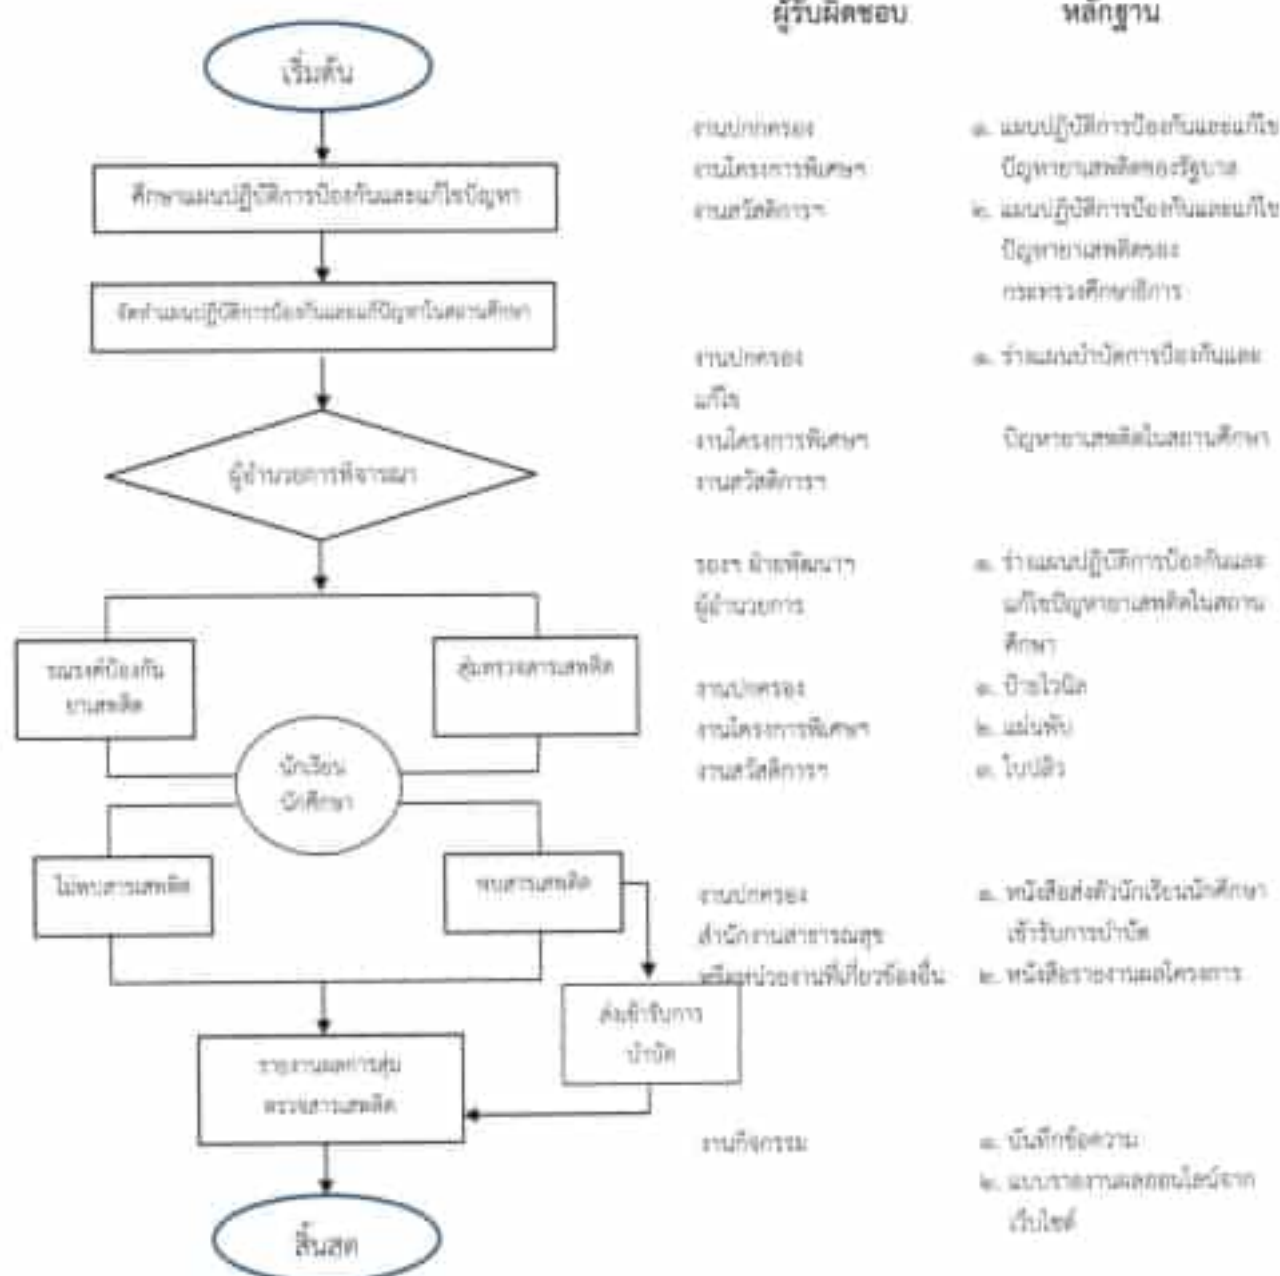 ผู้รับผิดชอบ หลักฐาน
เริ่มต้น
ศึกษาแผนปฏิบัติการป้องกันและแก้ไขปัญหา
งานปกครอง
งานโครงการพิเศษฯ
งานสวัสดิการฯ
๑. แผนปฏิบัติการป้องกันและแก้ไข
ปัญหายาเสพติดของรัฐบาล
๒. แผนปฏิบัติการป้องกันและแก้ไข
ปัญหายาเสพติดของ
กระทรวงศึกษาธิการ
จัดทำแผนปฏิบัติการป้องกันและแก้ปัญหาในสถานศึกษา
งานปกครอง
แก้ไข
งานโครงการพิเศษฯ
งานสวัสดิการฯ
๑. ร่างแผนบำบัดการป้องกันและ
ปัญหายาเสพติดในสถานศึกษา
ผู้อำนวยการพิจารณา
รองฯ ฝ่ายพัฒนาฯ
ผู้อำนวยการ
๑. ร่างแผนปฏิบัติการป้องกันและ
แก้ไขปัญหายาเสพติดในสถาน
ศึกษา
รณรงค์ป้องกัน
ยาเสพติด
สุ่มตรวจสารเสพติด
งานปกครอง
งานโครงการพิเศษฯ
งานสวัสดิการฯ
๑. ป้ายไวนิล
๒. แผ่นพับ
๓. ใบปลิว
นักเรียน
นักศึกษา
ไม่พบสารเสพติด
พบสารเสพติด
งานปกครอง
สำนักงานสาธารณสุข
หรือหน่วยงานที่เกี่ยวข้องอื่น
๑. หนังสือส่งตัวนักเรียนนักศึกษา
เข้ารับการบำบัด
๒. หนังสือรายงานผลโครงการ
ส่งเข้ารับการ
บำบัด
รายงานผลการสุ่ม
ตรวจสารเสพติด
งานกิจกรรม
๑. บันทึกข้อความ
๒. แบบรายงานผลออนไลน์จาก
เว็บไซต์
สิ้นสุด